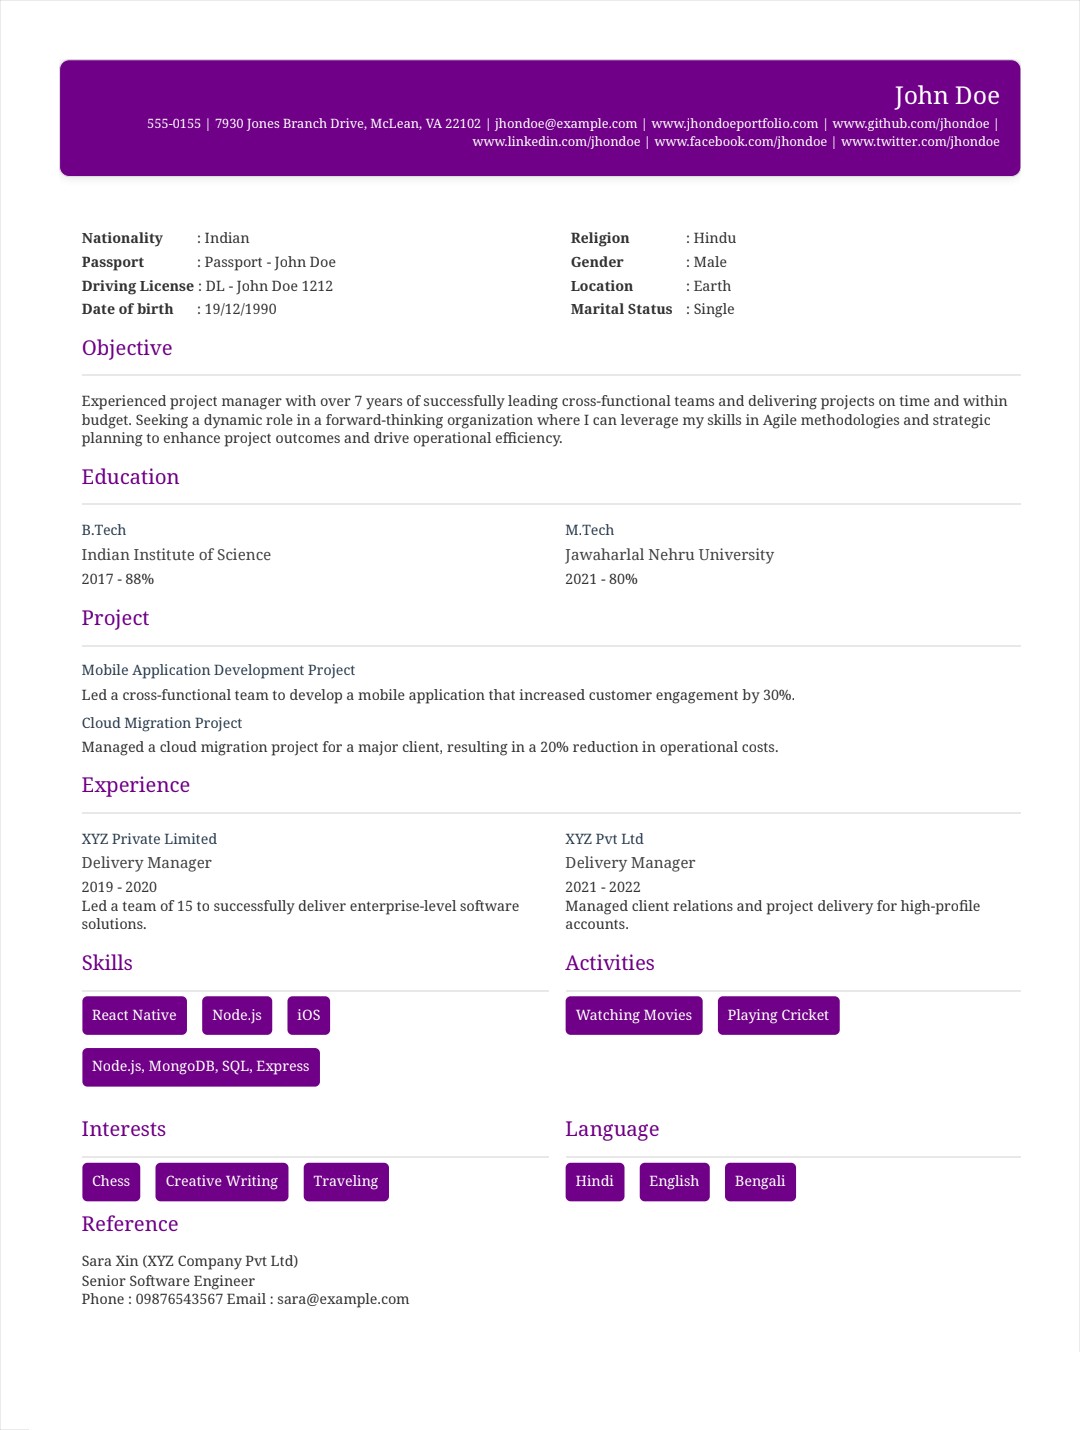 John Doe
555-0155 | 7930 Jones Branch Drive, McLean, VA 22102 | jhondoe@example.com | www.jhondoeportfolio.com | www.github.com/jhondoe |
www.linkedin.com/jhondoe | www.facebook.com/jhondoe | www.twitter.com/jhondoe
Nationality : Indian
Passport : Passport - John Doe
Driving License : DL - John Doe 1212
Date of birth : 19/12/1990
Religion : Hindu
Gender : Male
Location : Earth
Marital Status : Single
Objective
Experienced project manager with over 7 years of successfully leading cross-functional teams and delivering projects on time and within
budget. Seeking a dynamic role in a forward-thinking organization where I can leverage my skills in Agile methodologies and strategic
planning to enhance project outcomes and drive operational efficiency.
Education
B.Tech
Indian Institute of Science
2017 - 88%
M.Tech
Jawaharlal Nehru University
2021 - 80%
Project
Mobile Application Development Project
Led a cross-functional team to develop a mobile application that increased customer engagement by 30%.
Cloud Migration Project
Managed a cloud migration project for a major client, resulting in a 20% reduction in operational costs.
Experience
XYZ Private Limited
Delivery Manager
2019 - 2020
Led a team of 15 to successfully deliver enterprise-level software
solutions.
XYZ Pvt Ltd
Delivery Manager
2021 - 2022
Managed client relations and project delivery for high-profile
accounts.
Skills
React Native Node.js iOS
Node.js, MongoDB, SQL, Express
Activities
Watching Movies Playing Cricket
Interests
Chess Creative Writing Traveling
Language
Hindi English Bengali
Reference
Sara Xin (XYZ Company Pvt Ltd)
Senior Software Engineer
Phone : 09876543567 Email : sara@example.com